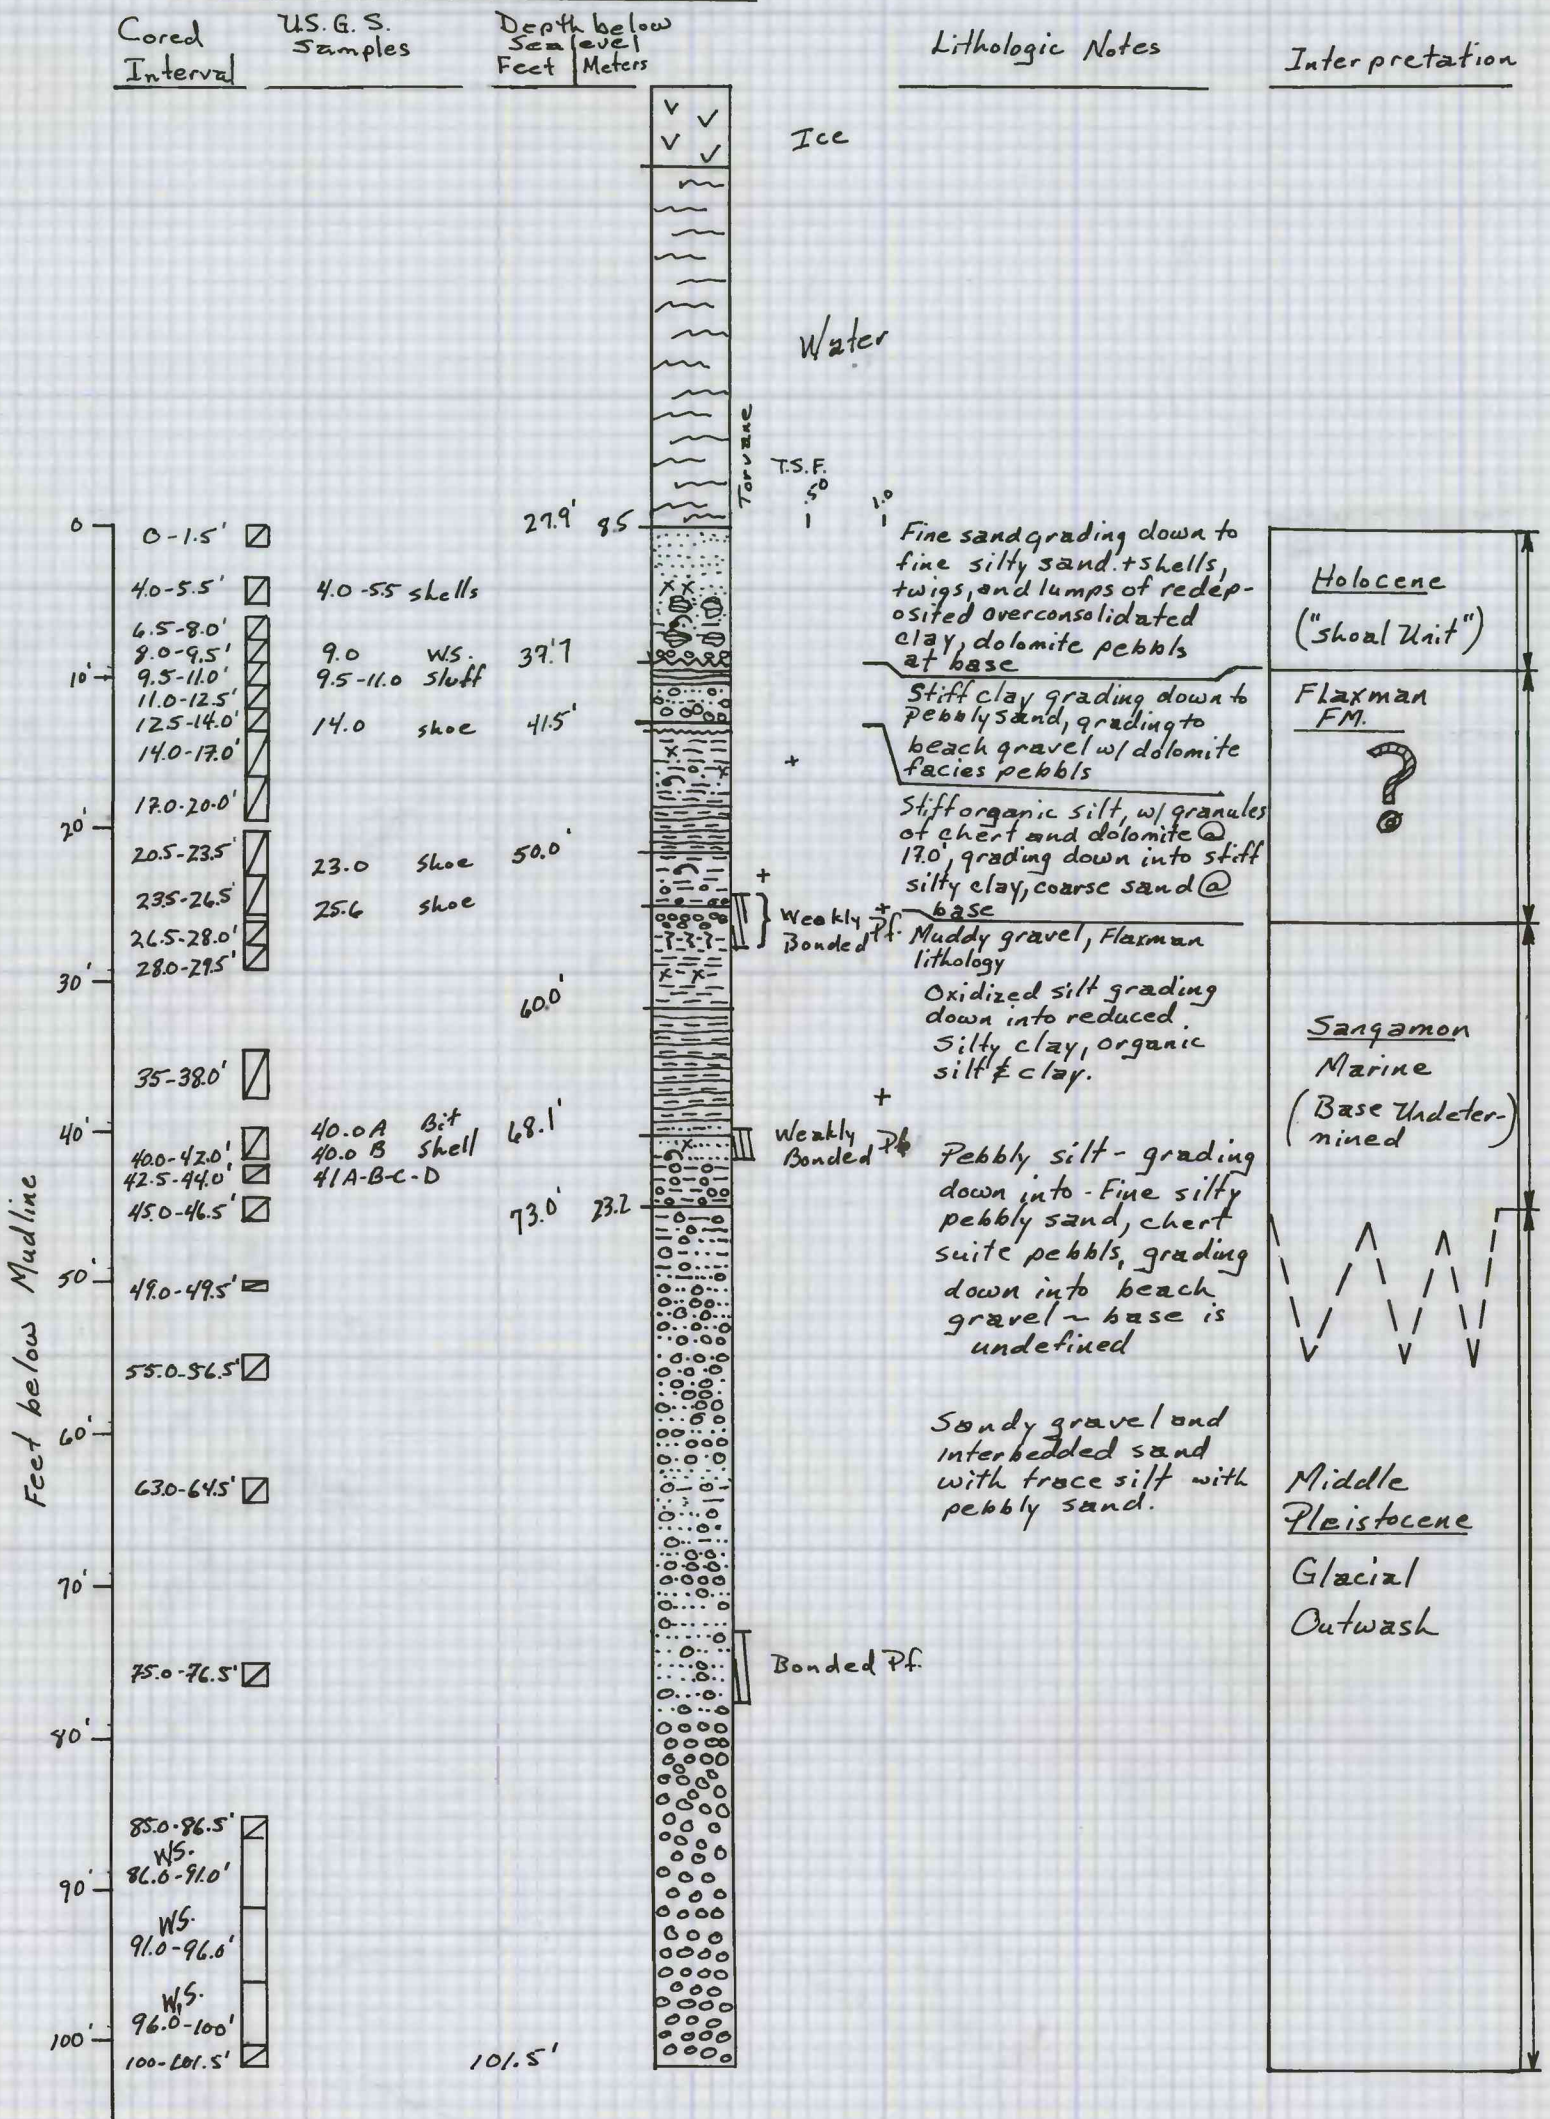 Cored
Interval
U.S.G.S.
Samples
Depth below
Sea level
Feet Meters
Lithologic Notes
Interpretation
Ice
Water
Torvane
T.S.F.
.50
1.0
Feet below Mudline
0
10'
20'
30'
40'
50'
60'
70'
80'
90'
100'
0-1.5'
4.0-5.5'
6.5-8.0'
8.0-9.5'
9.5-11.0'
11.0-12.5'
12.5-14.0'
14.0-17.0'
17.0-20.0'
20.5-23.5'
23.5-26.5'
26.5-28.0'
28.0-29.5'
35-38.0'
40.0-42.0'
42.5-44.0'
45.0-46.5'
49.0-49.5'
55.0-56.5'
63.0-64.5'
75.0-76.5'
85.0-86.5'
W.S.
86.0-91.0'
W.S.
91.0-96.0'
W.S.
96.0-100'
100-101.5'
4.0-5.5 shells
9.0 W.S.
9.5-11.0 Sluff
14.0 shoe
23.0 shoe
25.6 shoe
40.0 A Bit
40.0 B Shell
41 A-B-C-D
27.9' 8.5
37.'7
41.5'
50.0'
60.0'
68.1'
73.0' 23.2
101.5'
Weakly
Bonded Pf.
Weakly
Bonded
Bonded Pf.
Fine sand grading down to
fine silty sand. + shells,
twigs, and lumps of redep-
osited overconsolidated
clay, dolomite pebbls
at base
Stiff clay grading down to
pebbly sand, grading to
beach gravel w/ dolomite
facies pebbls
Stiff organic silt, w/ granules
of chert and dolomite @
17.0', grading down into stiff
silty clay, coarse sand @
base
Muddy gravel, Flaxman
lithology
Oxidized silt grading
down into reduced
silty clay, organic
silt & clay.
Pebbly silt - grading
down into - Fine silty
pebbly sand, chert
suite pebbls, grading
down into beach
gravel ~ base is
undefined
Sandy gravel and
interbedded sand
with trace silt with
pebbly sand.
Holocene
("shoal Unit")
Flaxman
FM.
?
Sangamon
Marine
(Base Undeter-
mined)
Middle
Pleistocene
Glacial
Outwash